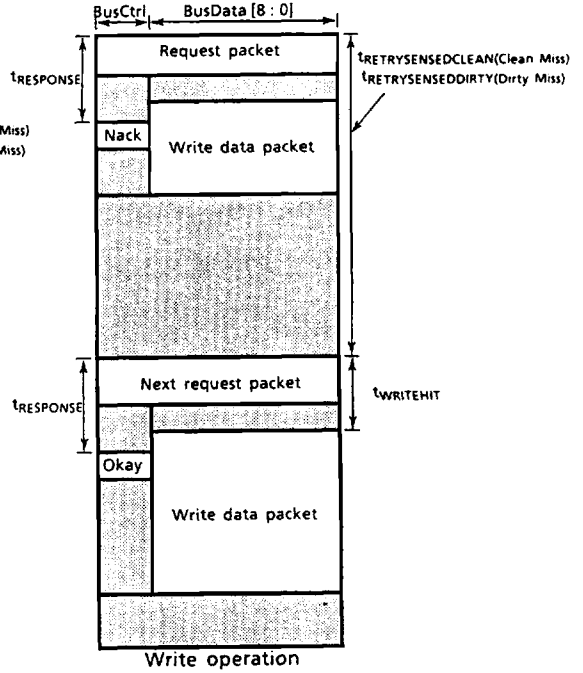 BusCtrl BusData [8 : 0]
Request packet
tRETRYSENSEDCLEAN(Clean Miss)
tRETRYSENSEDDIRTY(Dirty Miss)
tRESPONSE
Miss)
Miss)
Nack
Write data packet
Next request packet
tWRITEHIT
tRESPONSE
Okay
Write data packet
Write operation